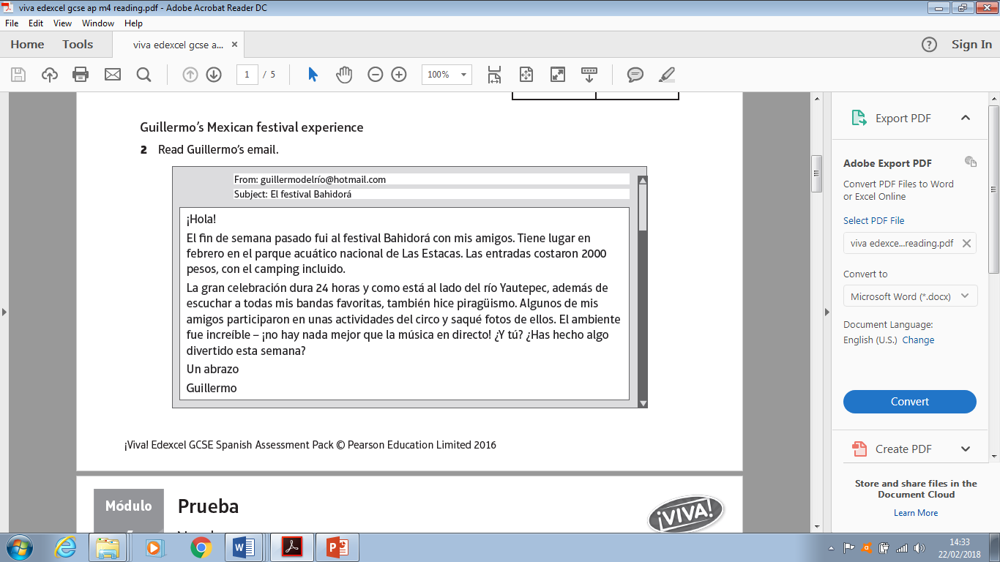 viva edexcel gcse ap m4 reading.pdf - Adobe Acrobat Reader DC
File Edit View Window Help
Home Tools viva edexcel gcse a... × Sign In
1 / 5 100%
Guillermo's Mexican festival experience
2 Read Guillermo's email.
From: guillermodelrío@hotmail.com
Subject: El festival Bahidorá
¡Hola!
El fin de semana pasado fui al festival Bahidorá con mis amigos. Tiene lugar en
febrero en el parque acuático nacional de Las Estacas. Las entradas costaron 2000
pesos, con el camping incluido.
La gran celebración dura 24 horas y como está al lado del río Yautepec, además de
escuchar a todas mis bandas favoritas, también hice piragüismo. Algunos de mis
amigos participaron en unas actividades del circo y saqué fotos de ellos. El ambiente
fue increíble – ¡no hay nada mejor que la música en directo! ¿Y tú? ¿Has hecho algo
divertido esta semana?
Un abrazo
Guillermo
¡Viva! Edexcel GCSE Spanish Assessment Pack © Pearson Education Limited 2016
Módulo
Prueba
¡VIVA!
Export PDF
Adobe Export PDF
Convert PDF Files to Word
or Excel Online
Select PDF File
viva edexce...reading.pdf
Convert to
Microsoft Word (*.docx)
Document Language:
English (U.S.) Change
Convert
Create PDF
Store and share files in the
Document Cloud
Learn More
14:33
22/02/2018